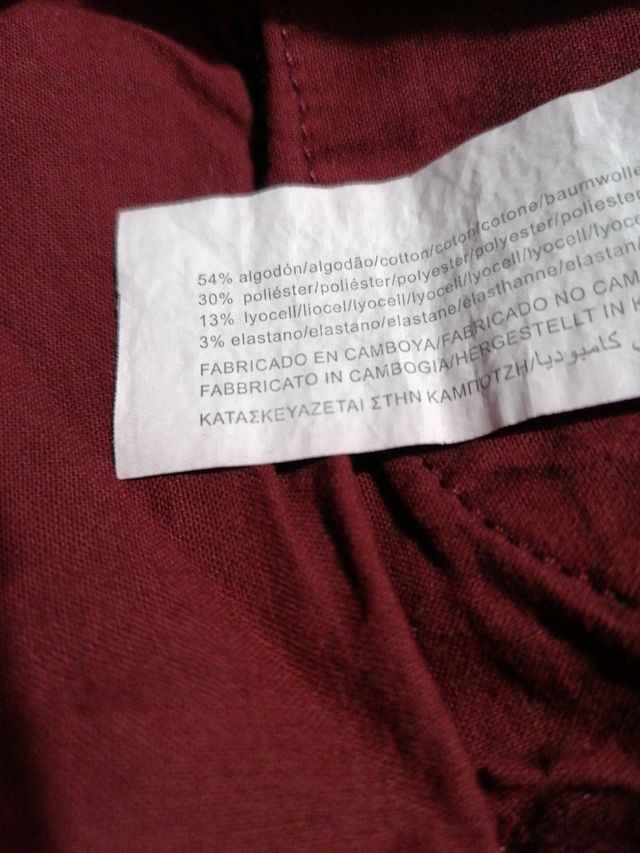 54% algodón/algodão/cotton/coton/cotone/baumwolle
30% poliéster/poliéster/polyester/polyester/poliester
13% lyocell/liocel/lyocell/lyocell/lyocell/lyocell
3% elastano/elastano/elastane/élasthanne/elastan
FABRICADO EN CAMBOYA/FABRICADO NO CAM
FABBRICATO IN CAMBOGIA/HERGESTELLT IN
ΚΑΤΑΣΚΕΥΑΖΕΤΑΙ ΣΤΗΝ ΚΑΜΠΟΤΖΗ/كامبوديا